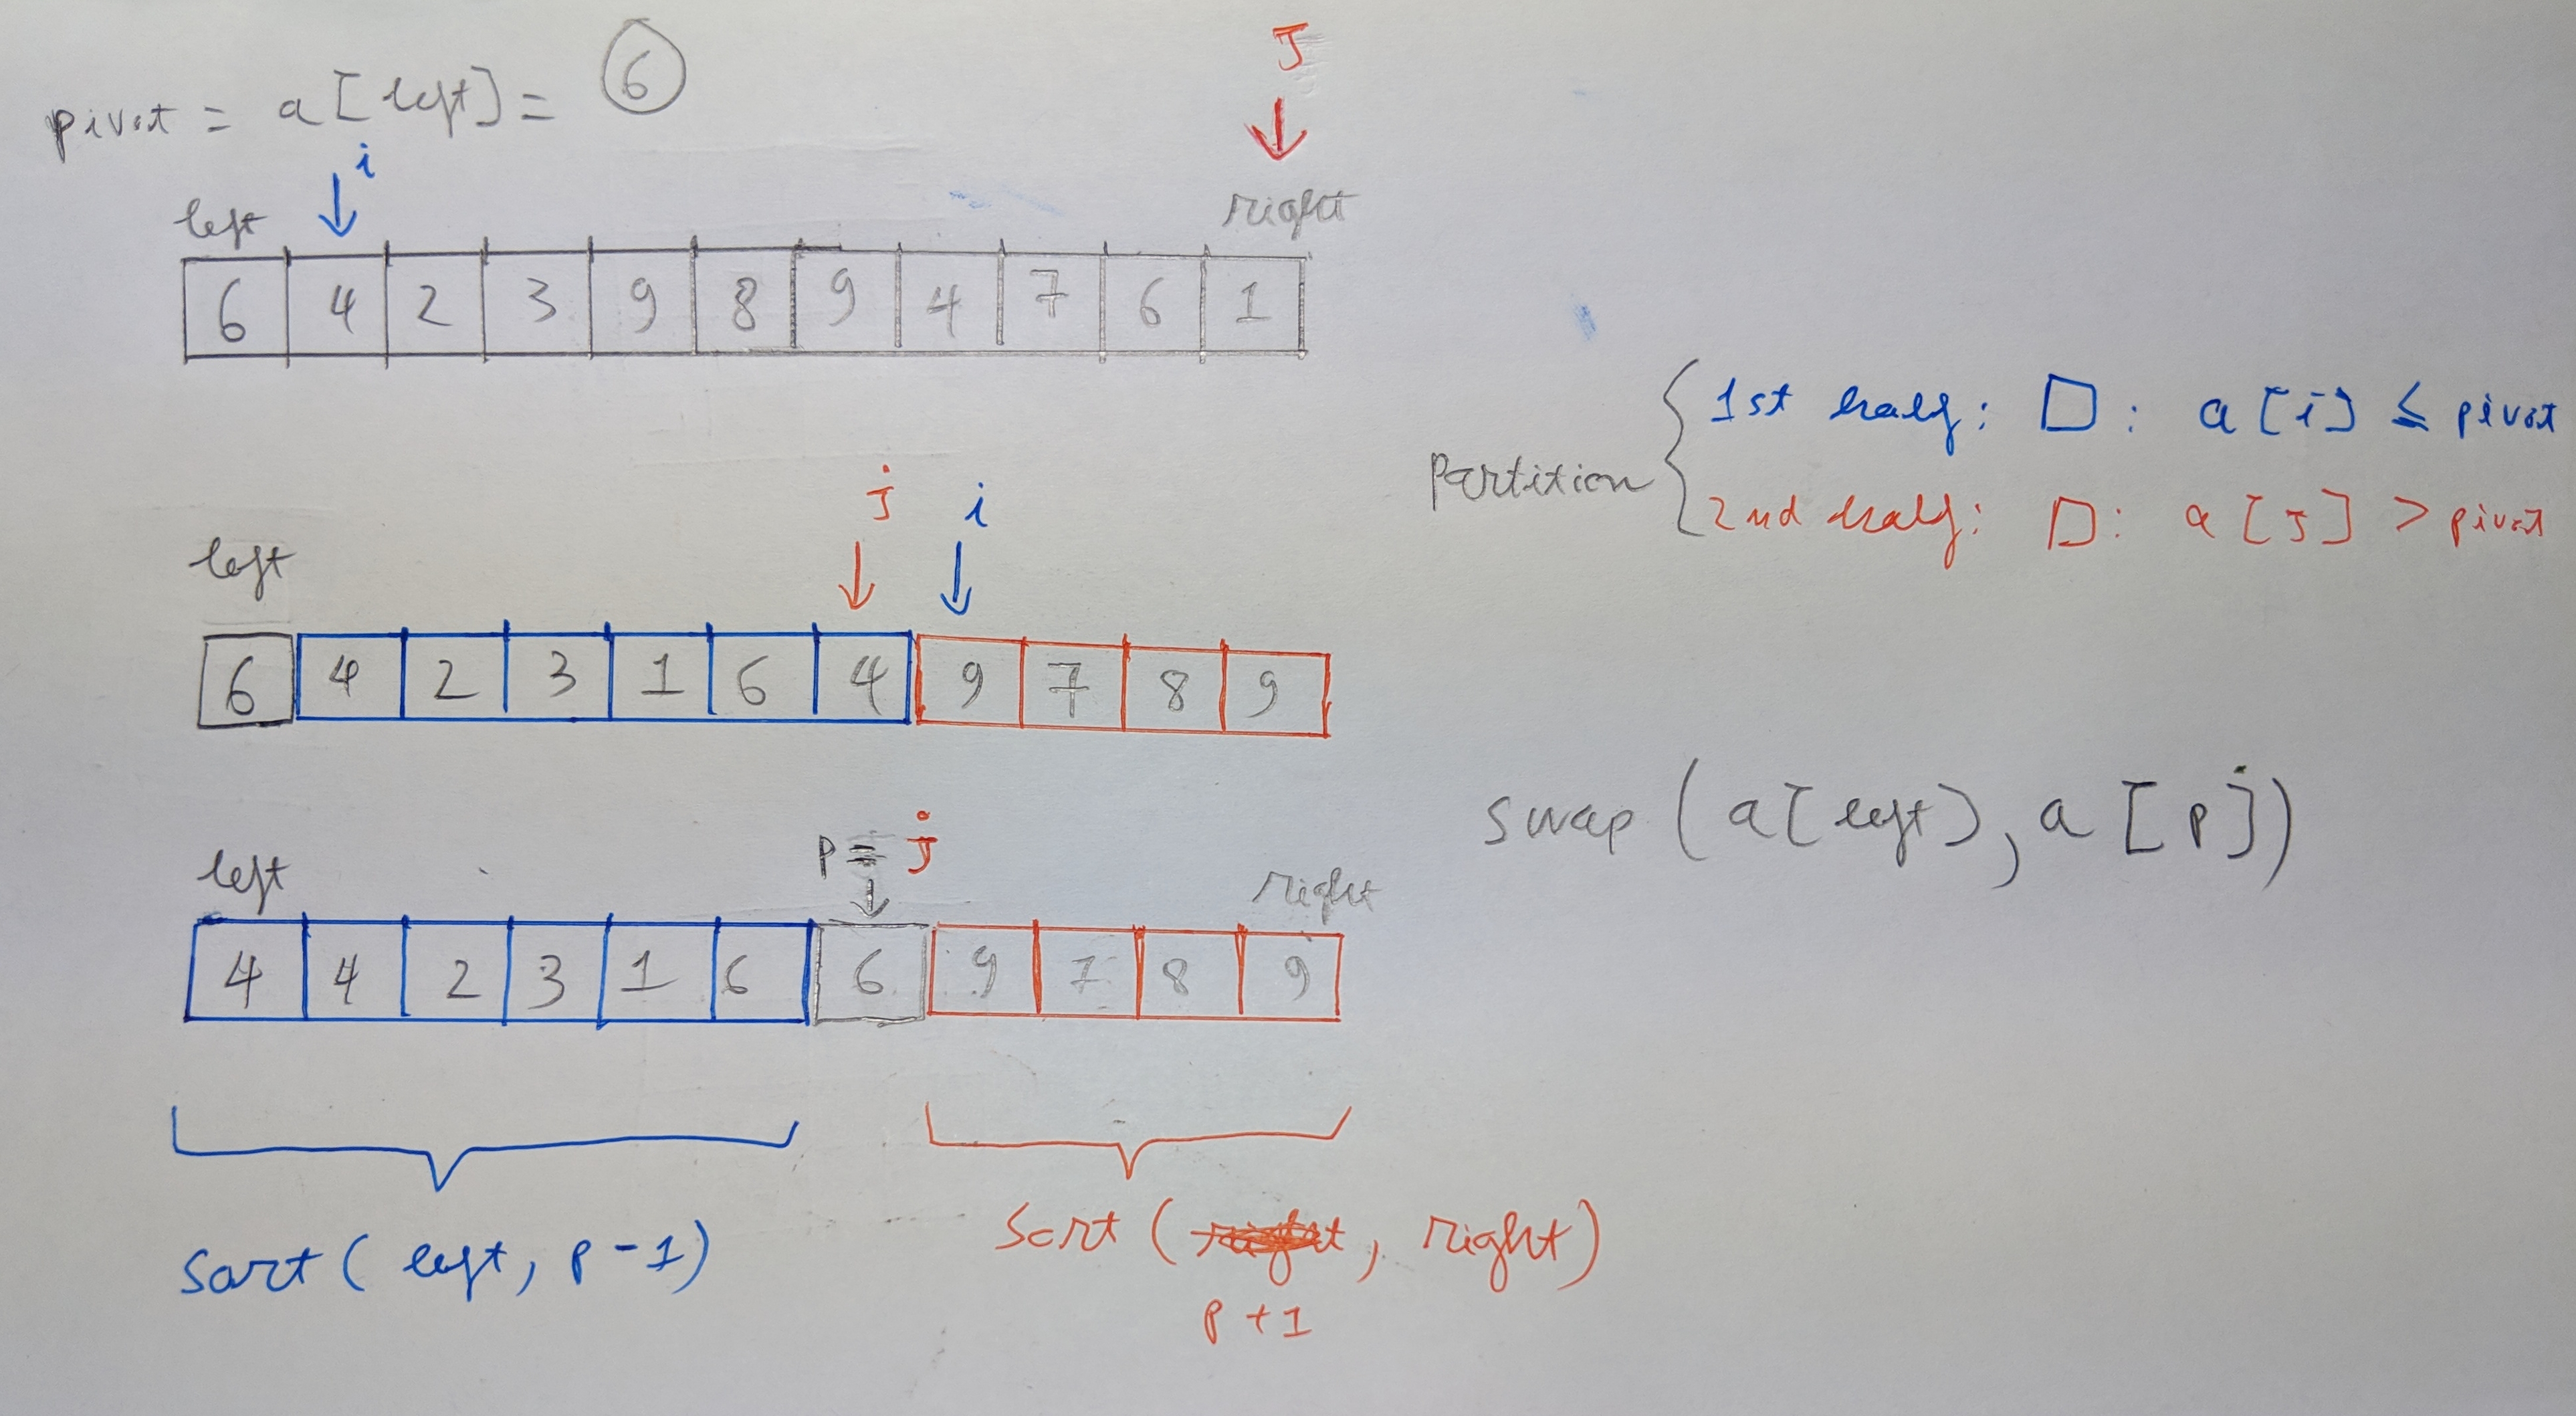 pivot = a[left] = 6
J
i
left
right
6 4 2 3 9 8 9 4 7 6 1
Partition
1st half: □: a[i] ≤ pivot
2nd half: □: a[J] > pivot
j i
left
6 4 2 3 1 6 4 9 7 8 9
swap(a[left], a[p])
p = j
left
right
4 4 2 3 1 6 6 9 7 8 9
Sort(left, p-1)
Sort(, right)
p+1